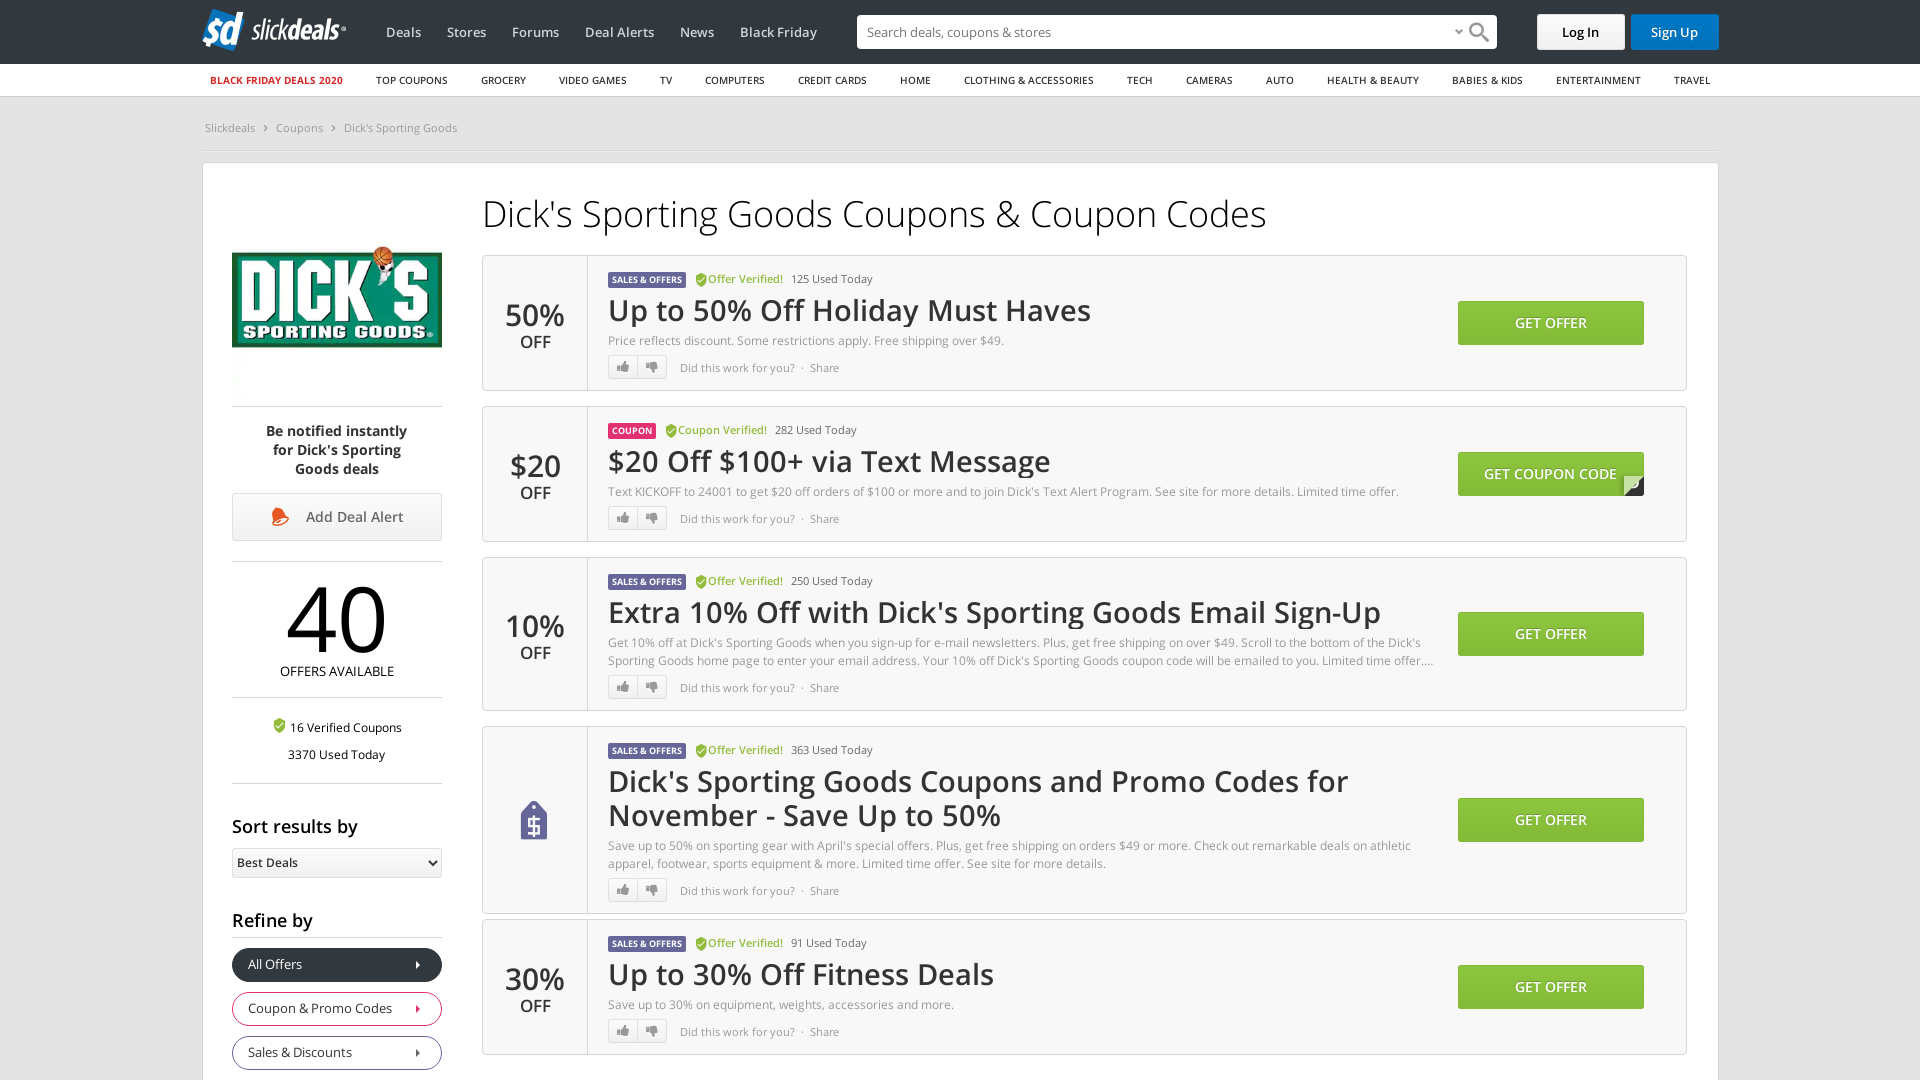 sd slickdeals
Deals
Stores
Forums
Deal Alerts
News
Black Friday
Search deals, coupons & stores
Log In
Sign Up
BLACK FRIDAY DEALS 2020
TOP COUPONS
GROCERY
VIDEO GAMES
TV
COMPUTERS
CREDIT CARDS
HOME
CLOTHING & ACCESSORIES
TECH
CAMERAS
AUTO
HEALTH & BEAUTY
BABIES & KIDS
ENTERTAINMENT
TRAVEL
Slickdeals > Coupons > Dick's Sporting Goods
DICK'S
SPORTING GOODS
Be notified instantly
for Dick's Sporting
Goods deals
Add Deal Alert
40
OFFERS AVAILABLE
16 Verified Coupons
3370 Used Today
Sort results by
Best Deals
Refine by
All Offers
Coupon & Promo Codes
Sales & Discounts
Dick's Sporting Goods Coupons & Coupon Codes
50%
OFF
SALES & OFFERS Offer Verified! 125 Used Today
Up to 50% Off Holiday Must Haves
Price reflects discount. Some restrictions apply. Free shipping over $49.
Did this work for you? · Share
GET OFFER
$20
OFF
COUPON Coupon Verified! 282 Used Today
$20 Off $100+ via Text Message
Text KICKOFF to 24001 to get $20 off orders of $100 or more and to join Dick's Text Alert Program. See site for more details. Limited time offer.
Did this work for you? · Share
GET COUPON CODE
10%
OFF
SALES & OFFERS Offer Verified! 250 Used Today
Extra 10% Off with Dick's Sporting Goods Email Sign-Up
Get 10% off at Dick's Sporting Goods when you sign-up for e-mail newsletters. Plus, get free shipping on over $49. Scroll to the bottom of the Dick's
Sporting Goods home page to enter your email address. Your 10% off Dick's Sporting Goods coupon code will be emailed to you. Limited time offer....
Did this work for you? · Share
GET OFFER
SALES & OFFERS Offer Verified! 363 Used Today
Dick's Sporting Goods Coupons and Promo Codes for
November - Save Up to 50%
Save up to 50% on sporting gear with April's special offers. Plus, get free shipping on orders $49 or more. Check out remarkable deals on athletic
apparel, footwear, sports equipment & more. Limited time offer. See site for more details.
Did this work for you? · Share
GET OFFER
30%
OFF
SALES & OFFERS Offer Verified! 91 Used Today
Up to 30% Off Fitness Deals
Save up to 30% on equipment, weights, accessories and more.
Did this work for you? · Share
GET OFFER